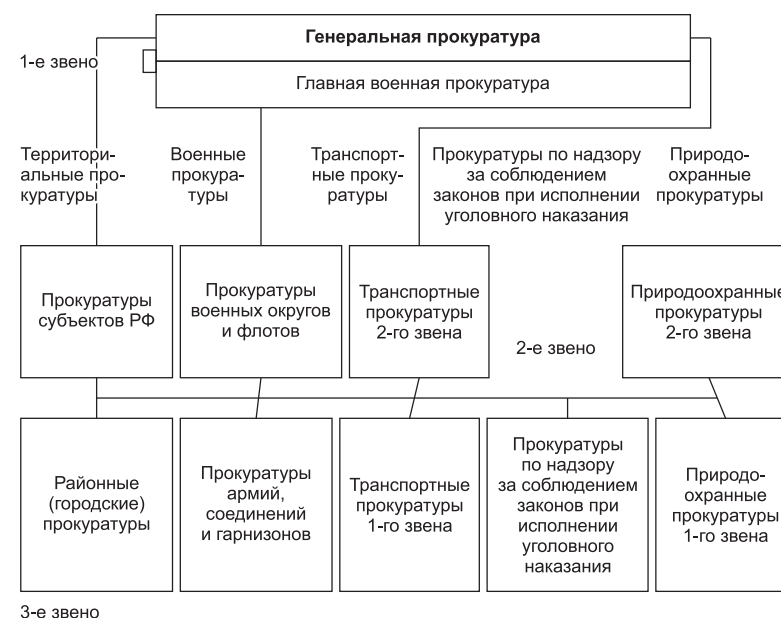 Генеральная прокуратура
1-е звено
Главная военная прокуратура
Территори-
альные про-
куратуры
Военные
прокура-
туры
Транспорт-
ные проку-
ратуры
Прокуратуры по надзору
за соблюдением
законов при исполнении
уголовного наказания
Природо-
охранные
прокуратуры
Прокуратуры
субъектов РФ
Прокуратуры
военных округов
и флотов
Транспортные
прокуратуры
2-го звена
2-е звено
Природоохранные
прокуратуры
2-го звена
Районные
(городские)
прокуратуры
Прокуратуры
армий,
соединений
и гарнизонов
Транспортные
прокуратуры
1-го звена
Прокуратуры
по надзору
за соблюдением
законов при
исполнении
уголовного
наказания
Природо-
охранные
прокуратуры
1-го звена
3-е звено